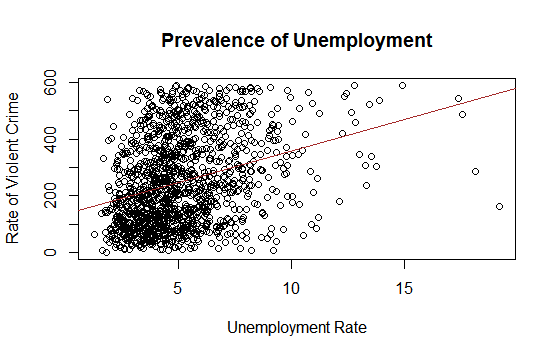 Prevalence of Unemployment
Rate of Violent Crime
600
400
200
0
5 10 15
Unemployment Rate